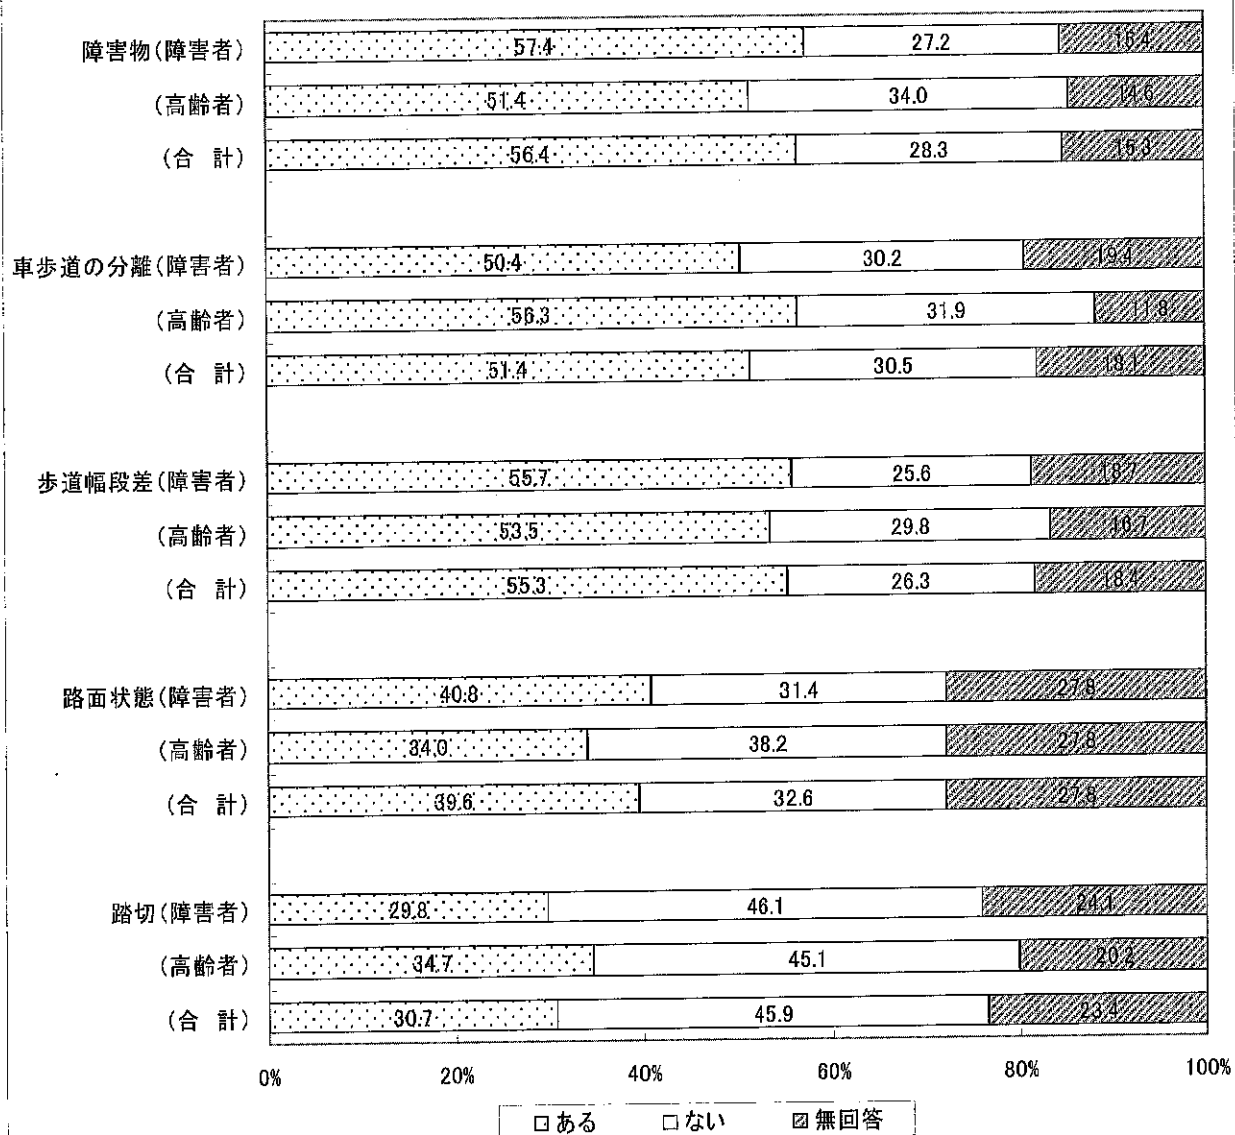 障害物(障害者) 57.4 27.2 15.4
(高齢者) 51.4 34.0 14.6
(合 計) 56.4 28.3 15.3
車歩道の分離(障害者) 50.4 30.2 19.4
(高齢者) 56.3 31.9 11.8
(合 計) 51.4 30.5 18.1
歩道幅段差(障害者) 55.7 25.6 18.7
(高齢者) 53.5 29.8 16.7
(合 計) 55.3 26.3 18.4
路面状態(障害者) 40.8 31.4 27.8
(高齢者) 34.0 38.2 27.8
(合 計) 39.6 32.6 27.8
踏切(障害者) 29.8 46.1 24.1
(高齢者) 34.7 45.1 20.2
(合 計) 30.7 45.9 23.4
0% 20% 40% 60% 80% 100%
ある ない 無回答